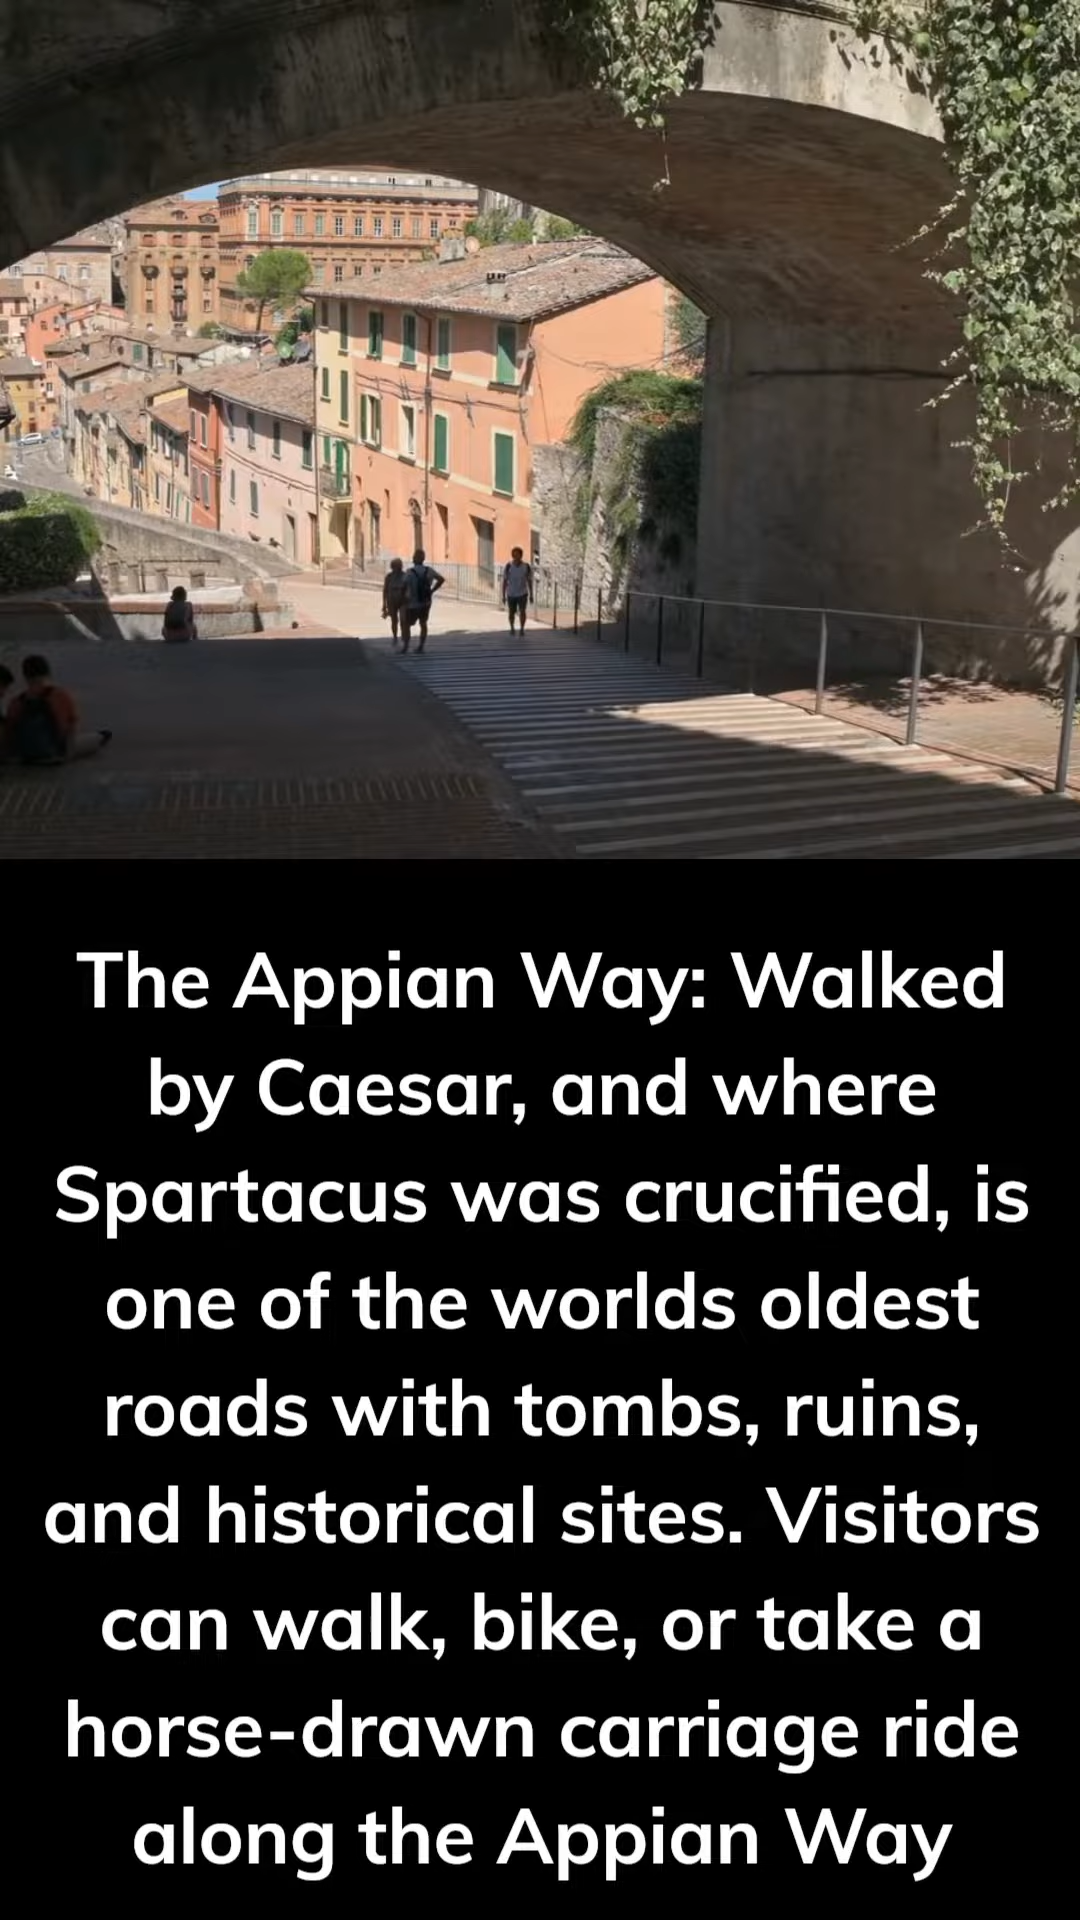 The Appian Way: Walked
by Caesar, and where
Spartacus was crucified, is
one of the worlds oldest
roads with tombs, ruins,
and historical sites. Visitors
can walk, bike, or take a
horse-drawn carriage ride
along the Appian Way